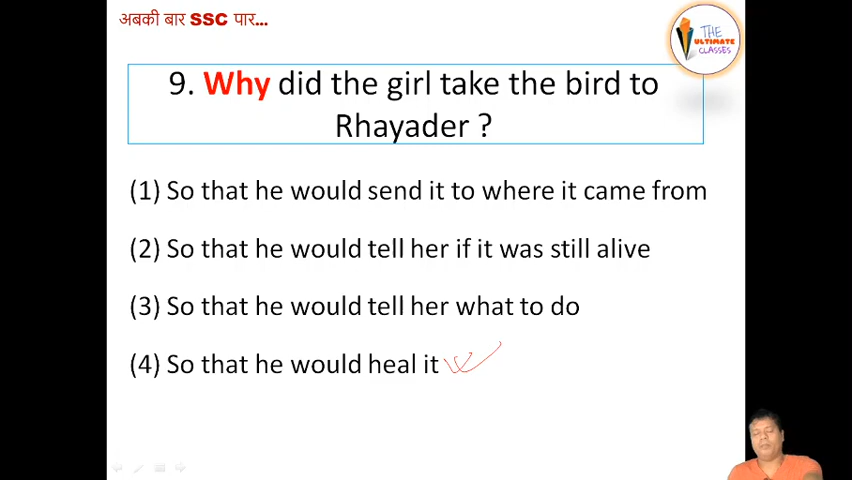 अबकी बार SSC पार...
THE
ULTIMATE
CLASSES
9. Why did the girl take the bird to
Rhayader ?
(1) So that he would send it to where it came from
(2) So that he would tell her if it was still alive
(3) So that he would tell her what to do
(4) So that he would heal it